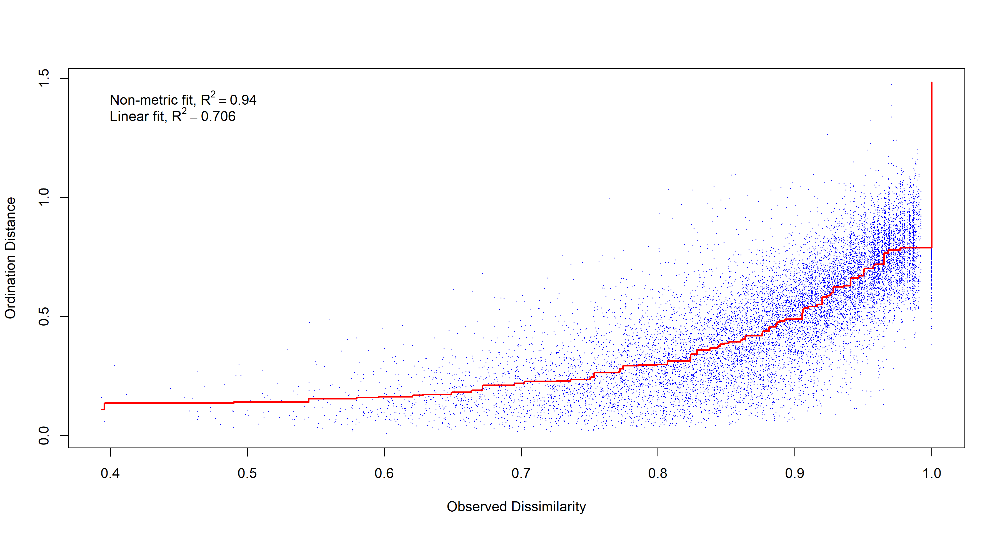 Non-metric fit, R² = 0.94
Linear fit, R² = 0.706
Ordination Distance
1.5
1.0
0.5
0.0
0.4 0.5 0.6 0.7 0.8 0.9 1.0
Observed Dissimilarity